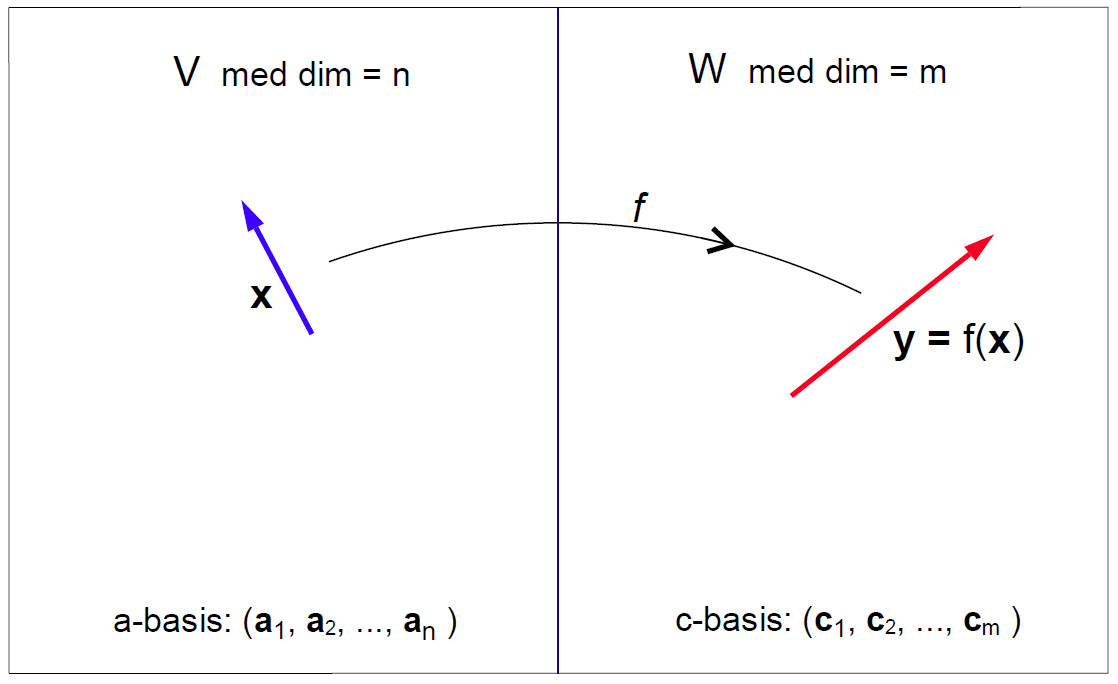 V med dim = n
W med dim = m
f
x
y = f(x)
a-basis: (a₁, a₂, ..., aₙ )
c-basis: (c₁, c₂, ..., cₘ )